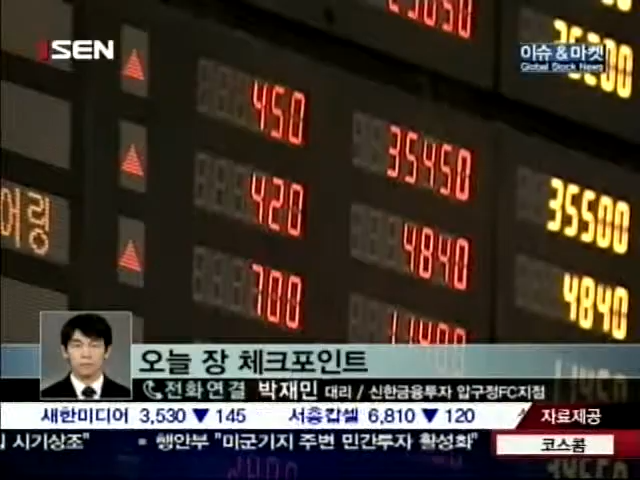 SEN
이슈&마켓
Global Stock News
450 35450 35500
어링 420 4840 4840
700 11400
오늘 장 체크포인트
전화연결 박재민 대리 / 신한금융투자 압구정FC지점
새한미디어 3,530 ▼ 145 서흥캅셀 6,810 ▼ 120
자료제공
시기상조" = 행안부 "미군기지 주변 민간투자 활성화"
코스콤